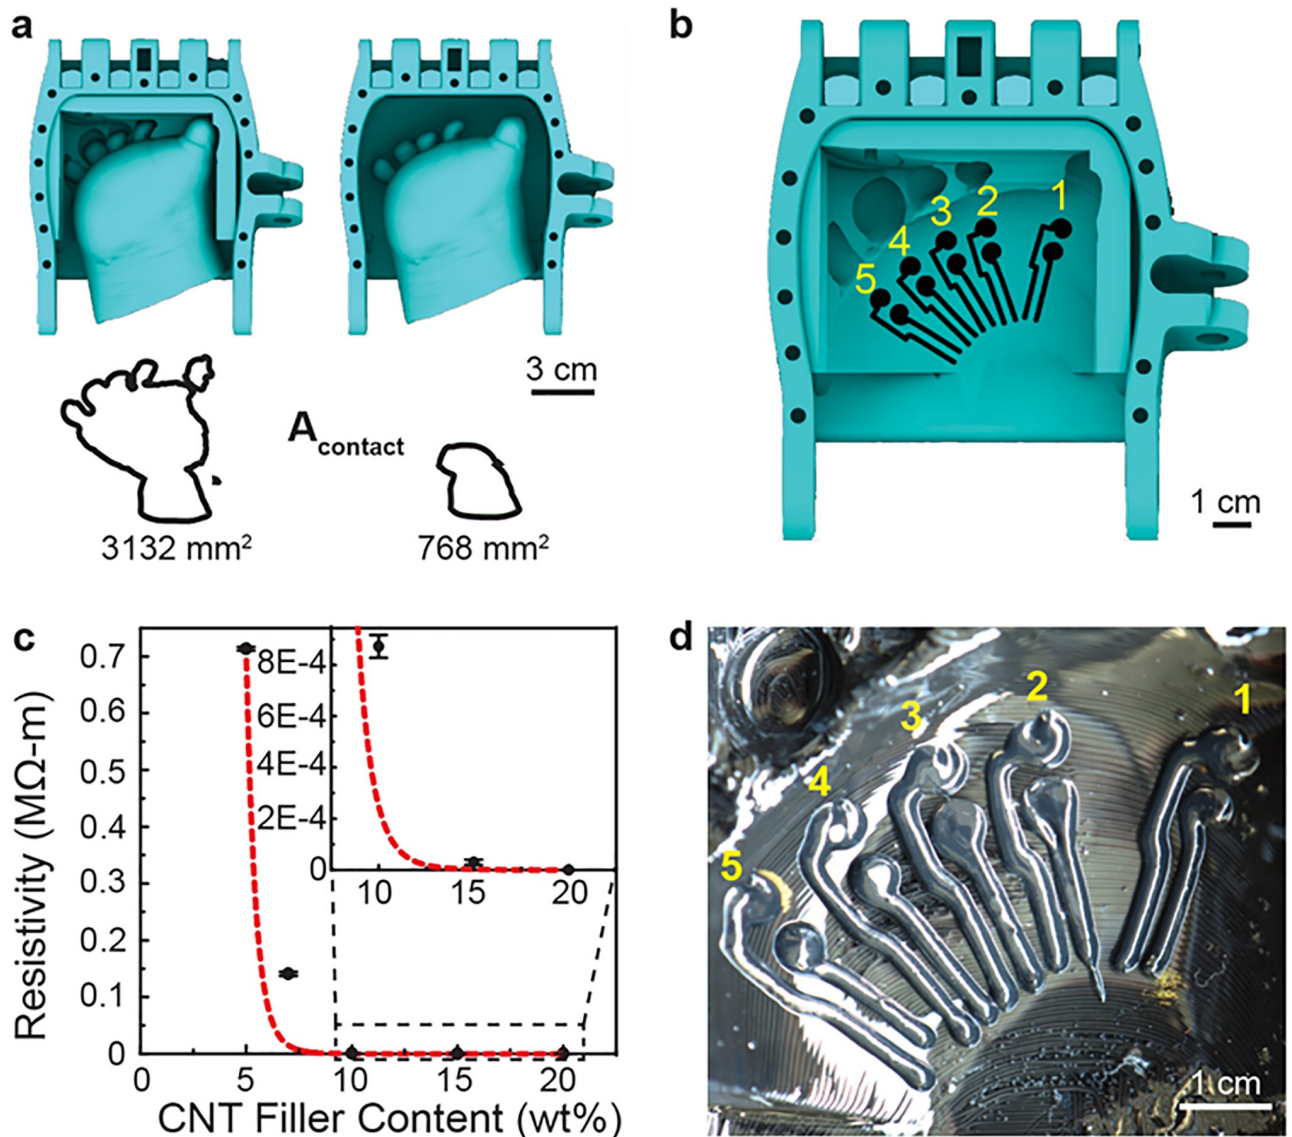 a
3 cm
A contact
3132 mm²
768 mm²
b
1
2
3
4
5
1 cm
c
Resistivity (MΩ-m)
0.7
0.6
0.5
0.4
0.3
0.2
0.1
0
0 5 10 15 20
CNT Filler Content (wt%)
8E-4
6E-4
4E-4
2E-4
0
10 15 20
d
1
2
3
4
5
1 cm